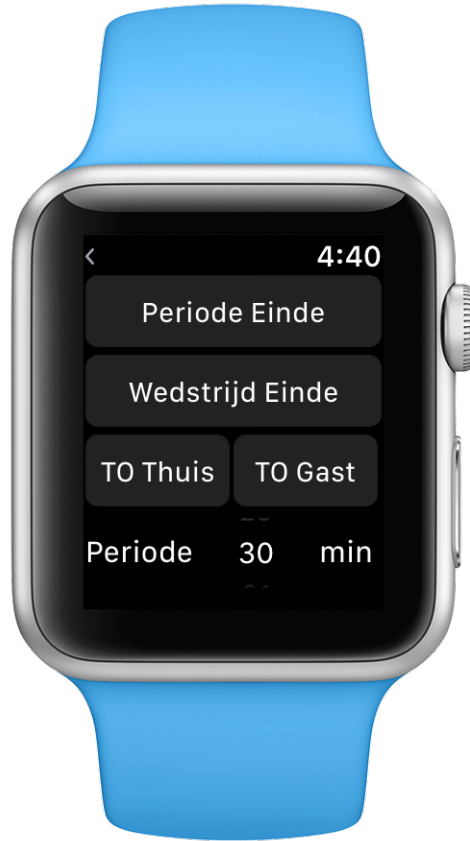 4:40
Periode Einde
Wedstrijd Einde
TO Thuis TO Gast
Periode 30 min